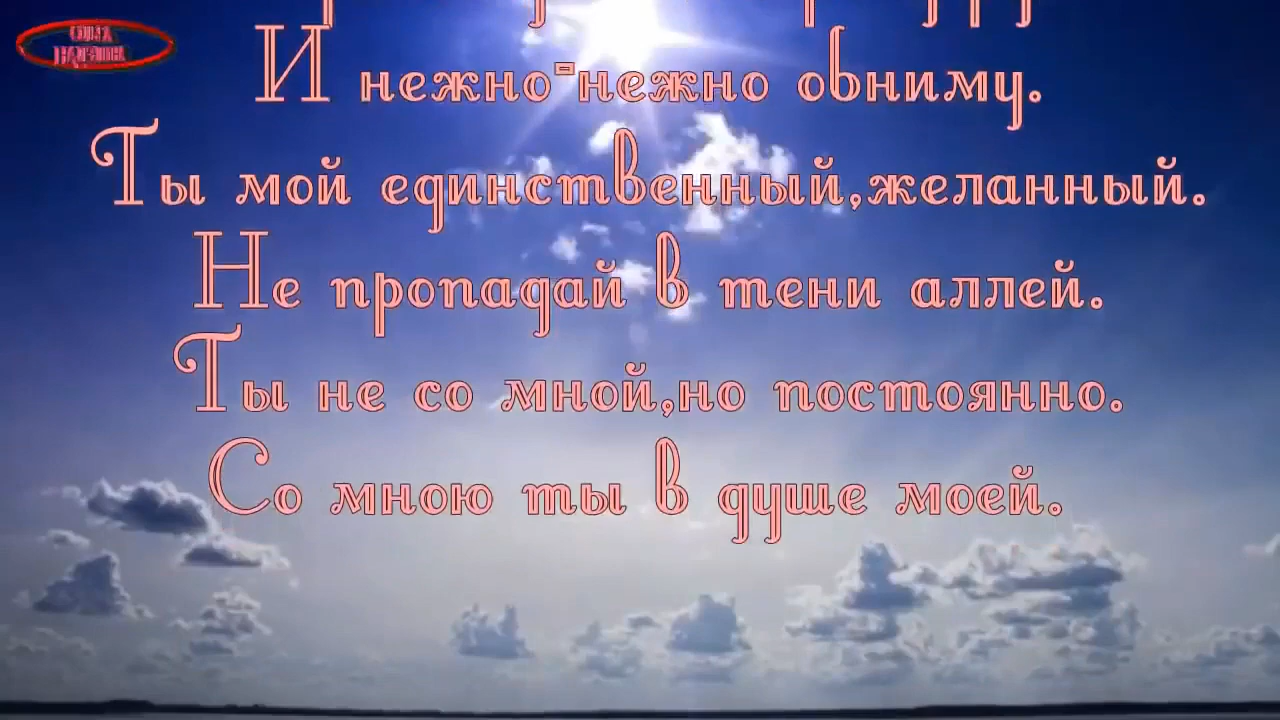 И нежно-нежно обниму.
Ты мой единственный,желанный.
Не пропадай в тени аллей.
Ты не со мной,но постоянно.
Со мною ты в душе моей.